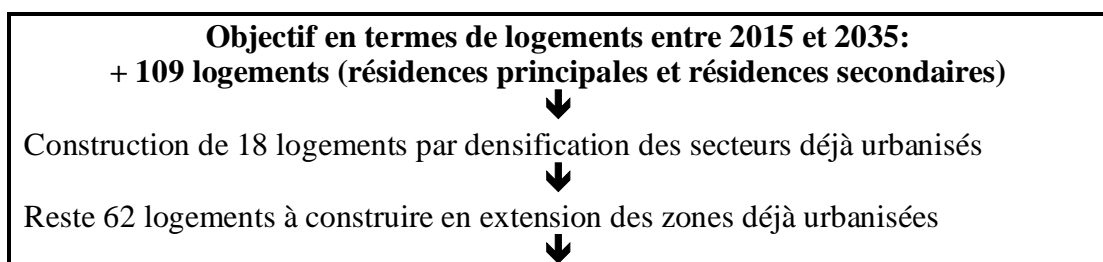 Objectif en termes de logements entre 2015 et 2035:
+ 109 logements (résidences principales et résidences secondaires)
🡻
Construction de 18 logements par densification des secteurs déjà urbanisés
🡻
Reste 62 logements à construire en extension des zones déjà urbanisées
🡻